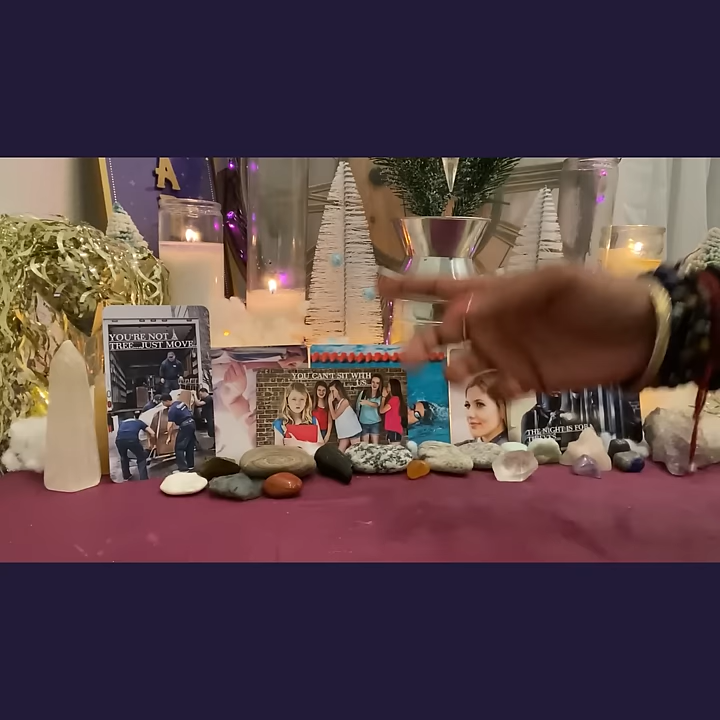 A
YOU'RE NOT A
TREE...JUST MOVE.
YOU CAN'T SIT WITH
US
THE NIGHT IS FOR